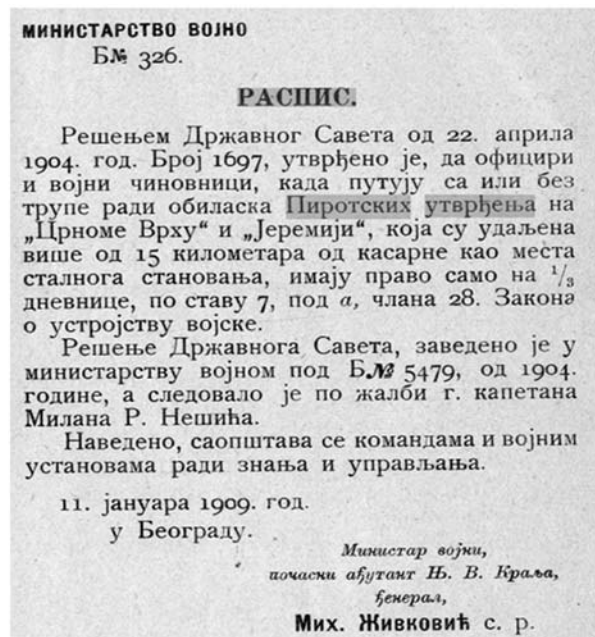 МИНИСТАРСТВО ВОЈНО
Б№ 326.
РАСПИС.
Решењем Државног Савета од 22. априла
1904. год. Број 1697, утврђено је, да официри
и војни чиновници, када путују са или без
трупе ради обиласка Пиротских утврђења на
„Црноме Врху“ и „Јеремији“, која су удаљена
више од 15 километара од касарне као места
сталног становања, имају право само на 1/3
дневнице, по ставу 7, под а, члана 28. Закона
о устројству војске.
Решење Државнога Савета, заведено је у
министарству војном под Б№ 5479, од 1904.
године, а следовало је по жалби г. капетана
Милана Р. Нешића.
Наведено, саопштава се командама и војним
установама ради знања и управљања.
11. јануара 1909. год.
у Београду.
Министар војни,
почасни ађутант Њ. В. Краља,
ђенерал,
Мих. Живковић с. р.